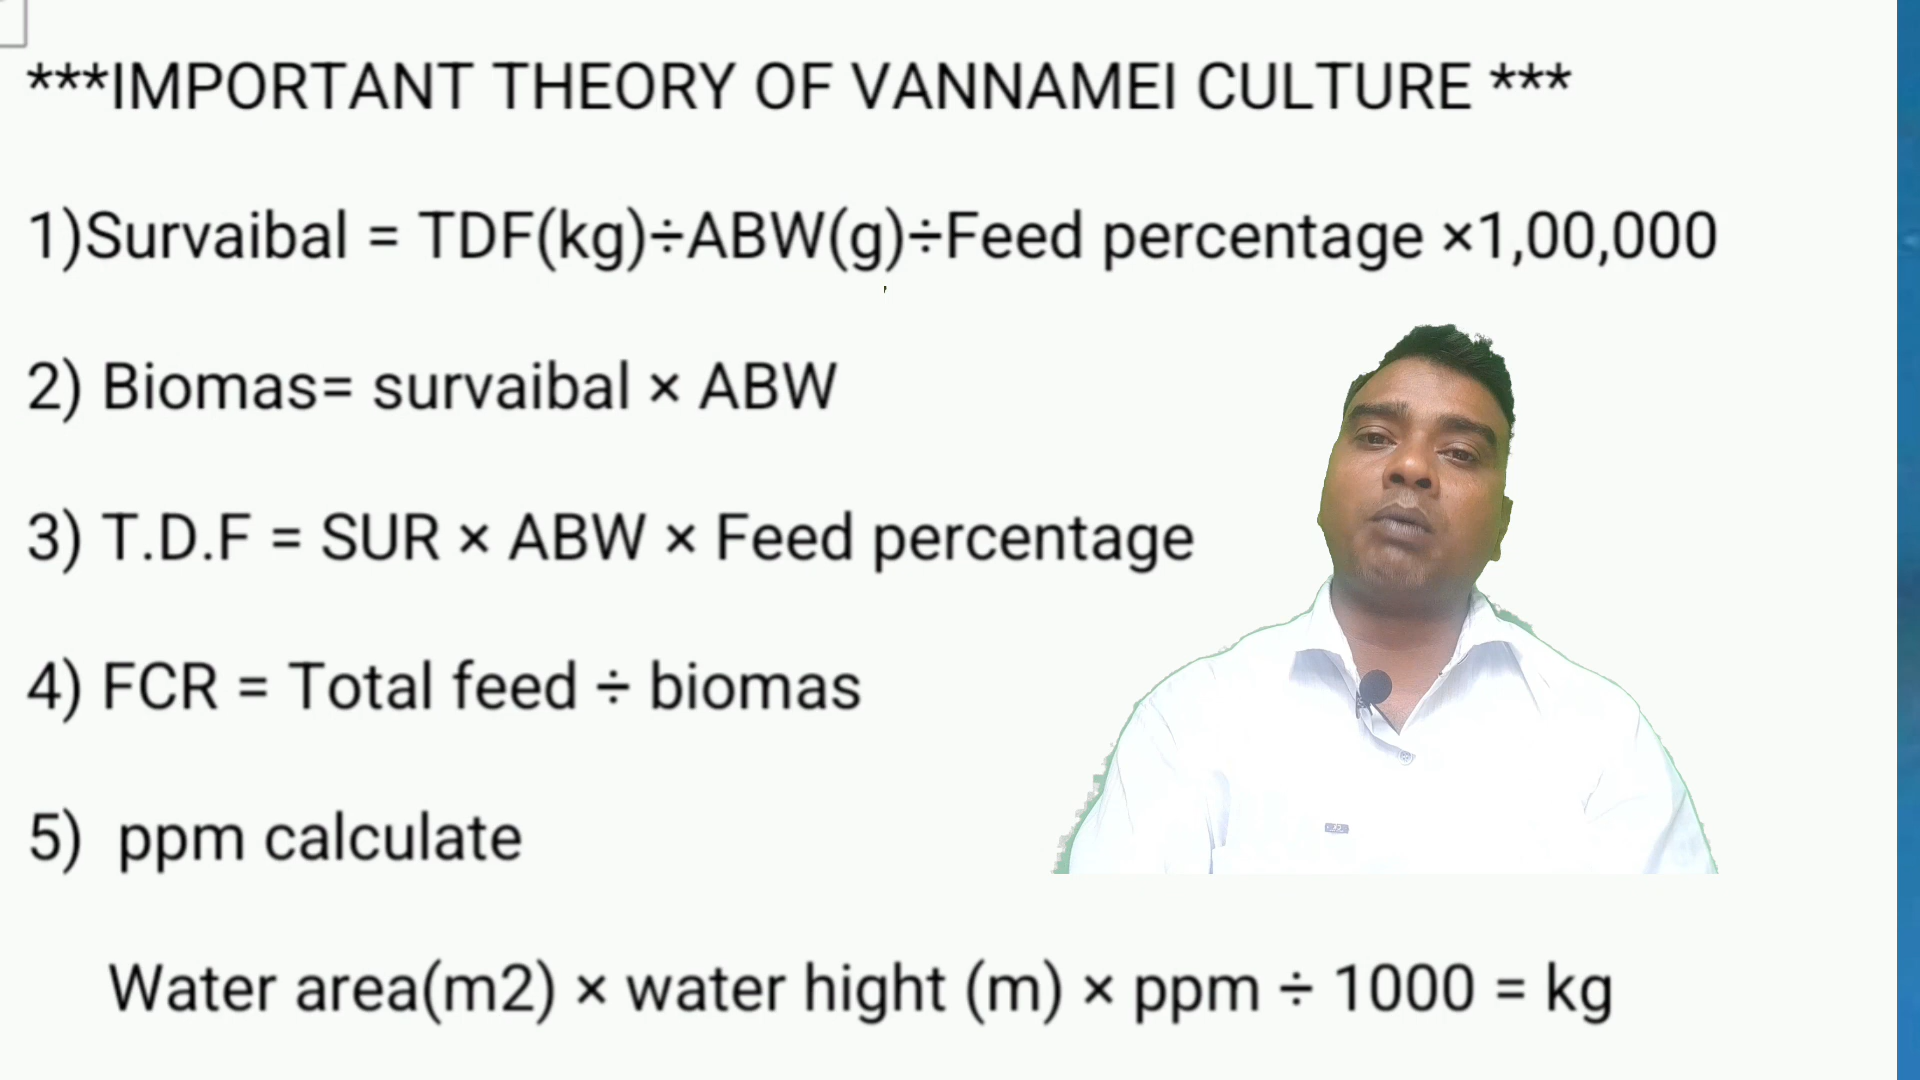 ***IMPORTANT THEORY OF VANNAMEI CULTURE ***
1)Survaibal = TDF(kg)÷ABW(g)÷Feed percentage ×1,00,000
2) Biomas= survaibal × ABW
3) T.D.F = SUR × ABW × Feed percentage
4) FCR = Total feed ÷ biomas
5) ppm calculate
Water area(m2) × water hight (m) × ppm ÷ 1000 = kg